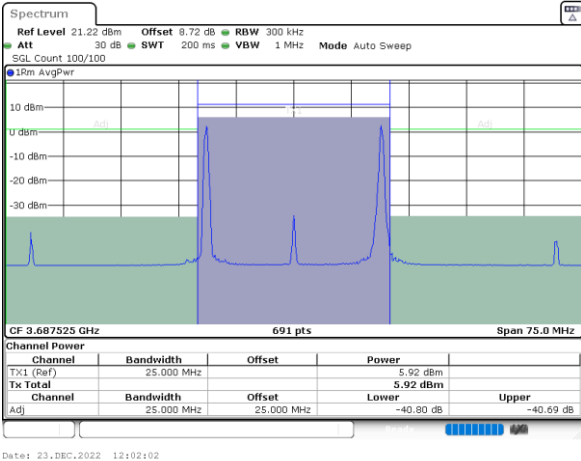 Spectrum
Ref Level 21.22 dBm Offset 8.72 dB RBW 300 kHz
Att 30 dB SWT 200 ms VBW 1 MHz Mode Auto Sweep
SGL Count 100/100
1Rm AvgPwr
10 dBm
Adj Adj
0 dBm
-10 dBm
-20 dBm
-30 dBm
CF 3.687525 GHz 691 pts Span 75.0 MHz
Channel Power
Channel Bandwidth Offset Power
TX1 (Ref) 25.000 MHz 5.92 dBm
Tx Total 5.92 dBm
Channel Bandwidth Offset Lower Upper
Adj 25.000 MHz 25.000 MHz -40.80 dB -40.69 dB
Ready
Date: 23.DEC.2022 12:02:02